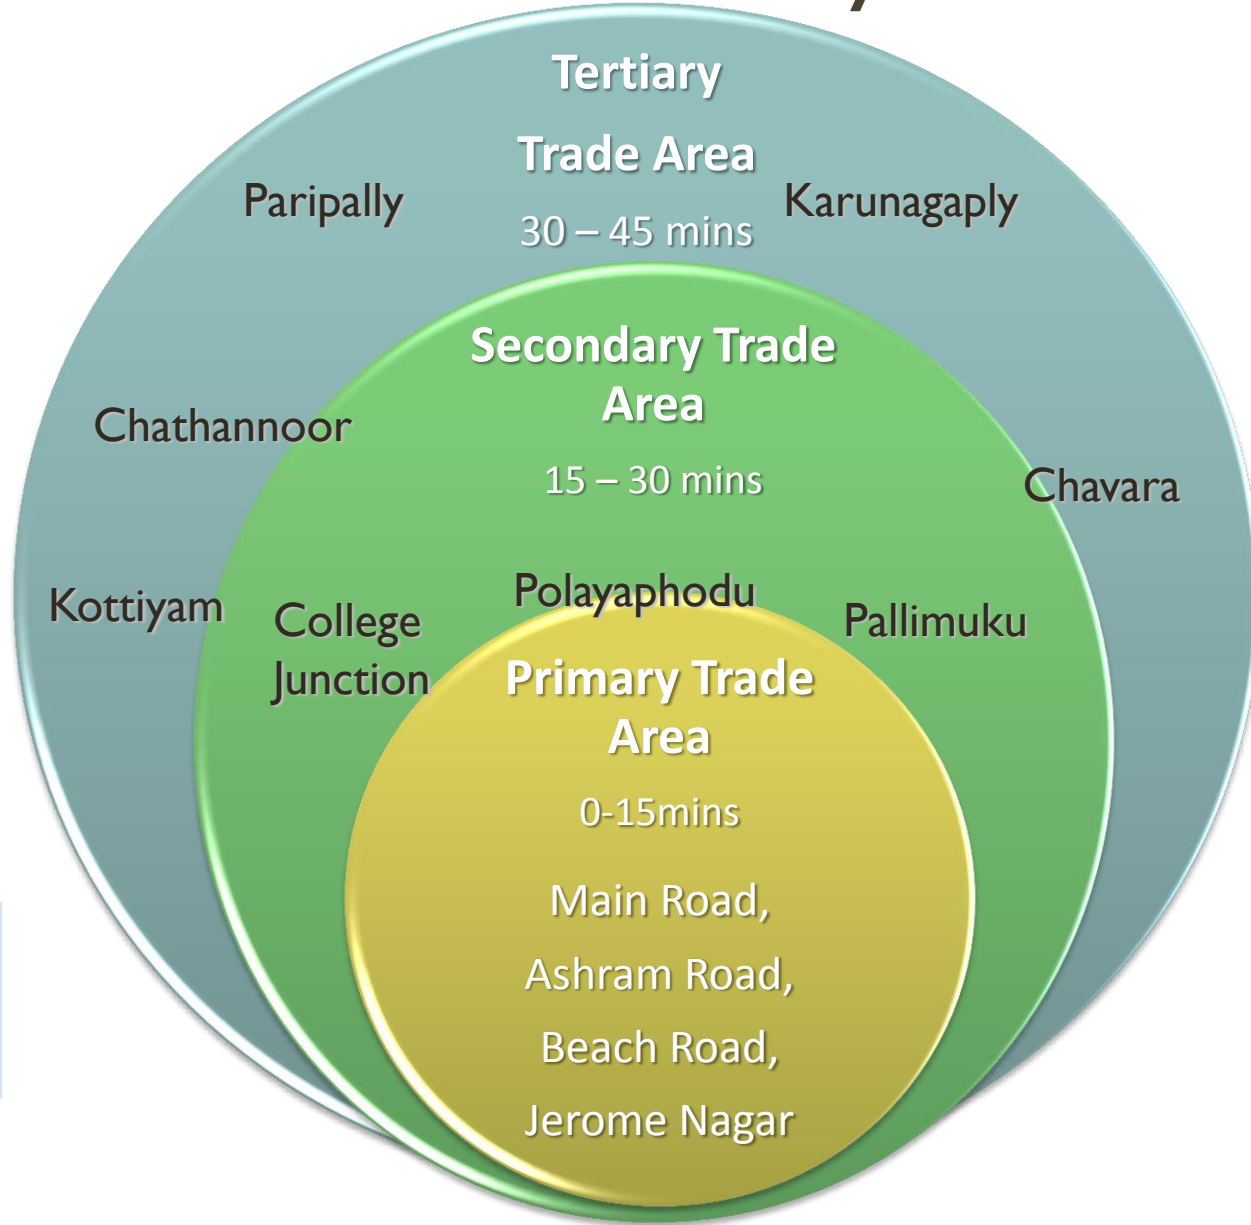 Tertiary
Trade Area
Paripally
Karunagaply
30 – 45 mins
Secondary Trade
Area
Chathannoor
15 – 30 mins
Chavara
Kottiyam
Polayaphodu
College
Junction
Pallimuku
Primary Trade
Area
0-15mins
Main Road,
Ashram Road,
Beach Road,
Jerome Nagar